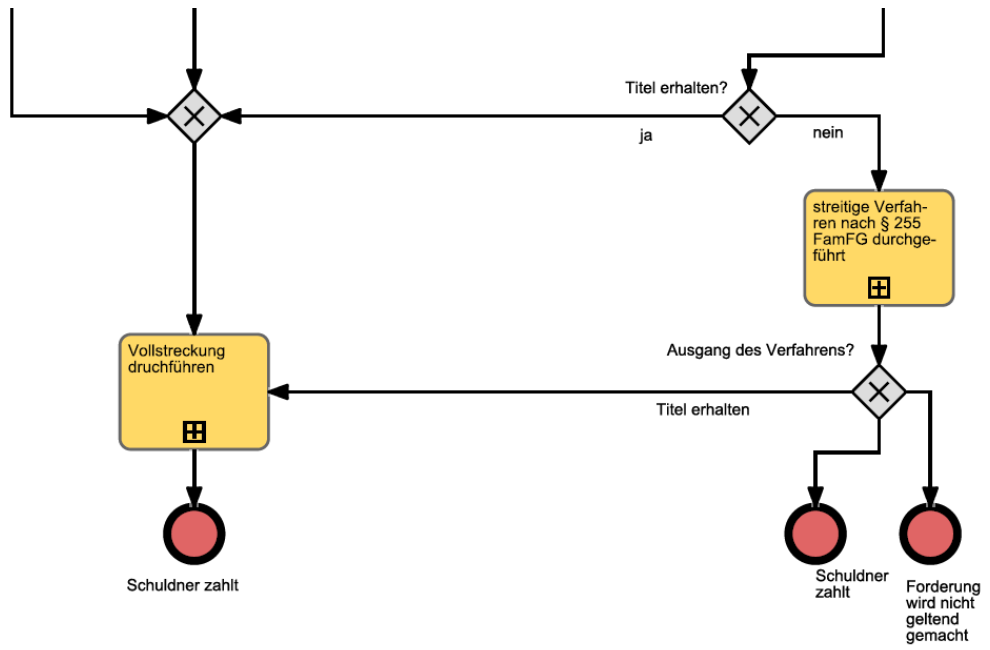 Titel erhalten?
ja
nein
streitige Verfah-
ren nach § 255
FamFG durchge-
führt
Vollstreckung
druchführen
Ausgang des Verfahrens?
Titel erhalten
Schuldner zahlt
Schuldner
zahlt
Forderung
wird nicht
geltend
gemacht